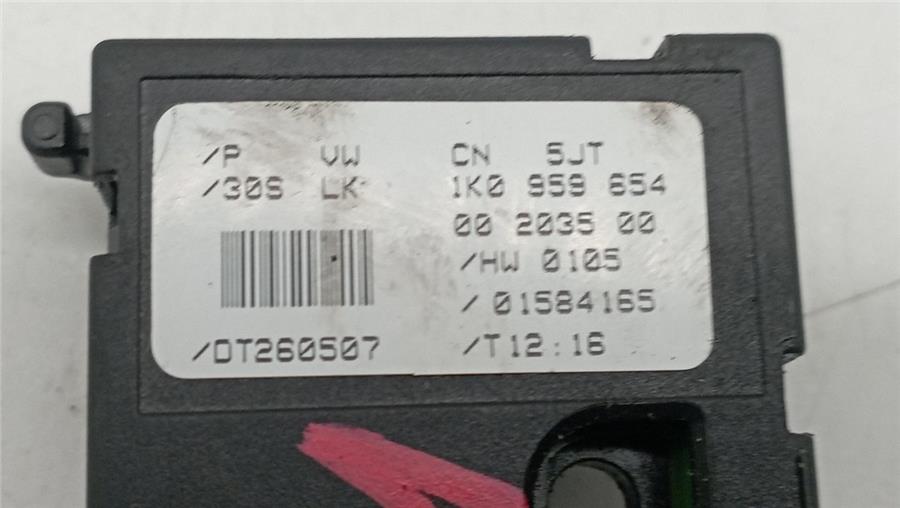 /P VW CN 5JT
/30S LK 1K0 959 654
00 2035 00
/HW 0105
/ 01584165
/DT260507 /T12:16